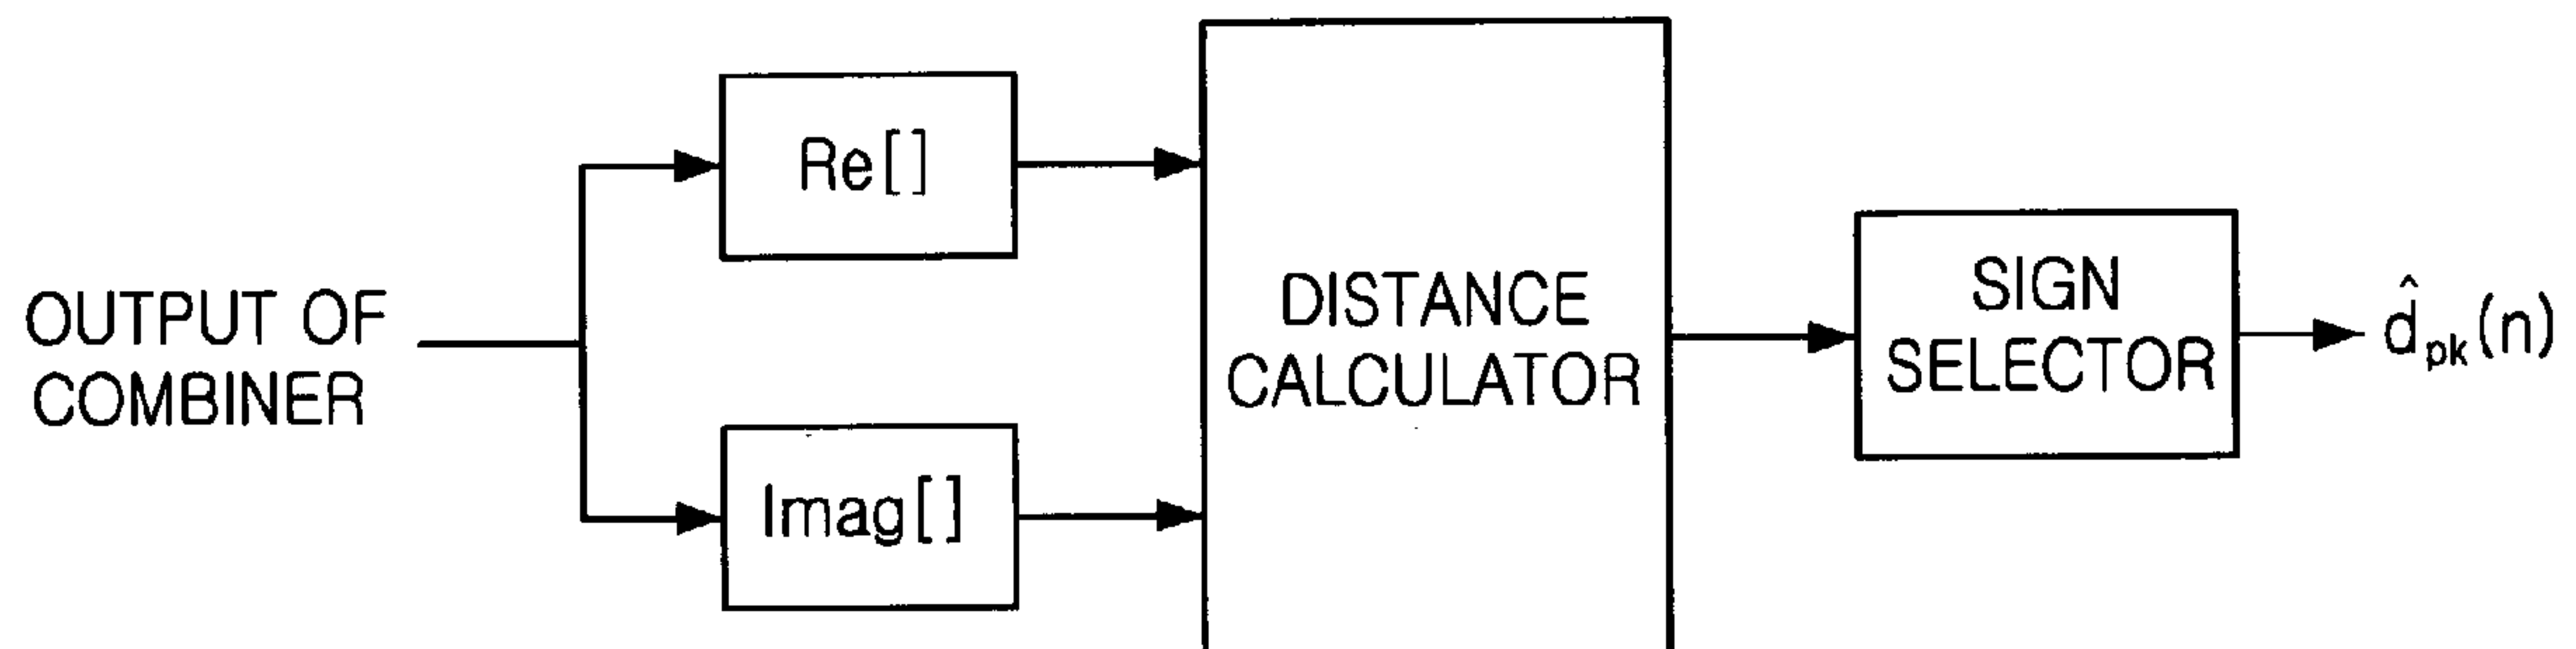 Re[]
OUTPUT OF
COMBINER
Imag[]
DISTANCE
CALCULATOR
SIGN
SELECTOR
d̂pk(n)